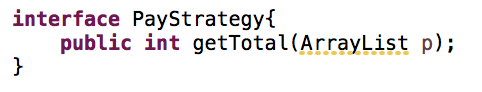 interface PayStrategy{
    public int getTotal(ArrayList p);
}